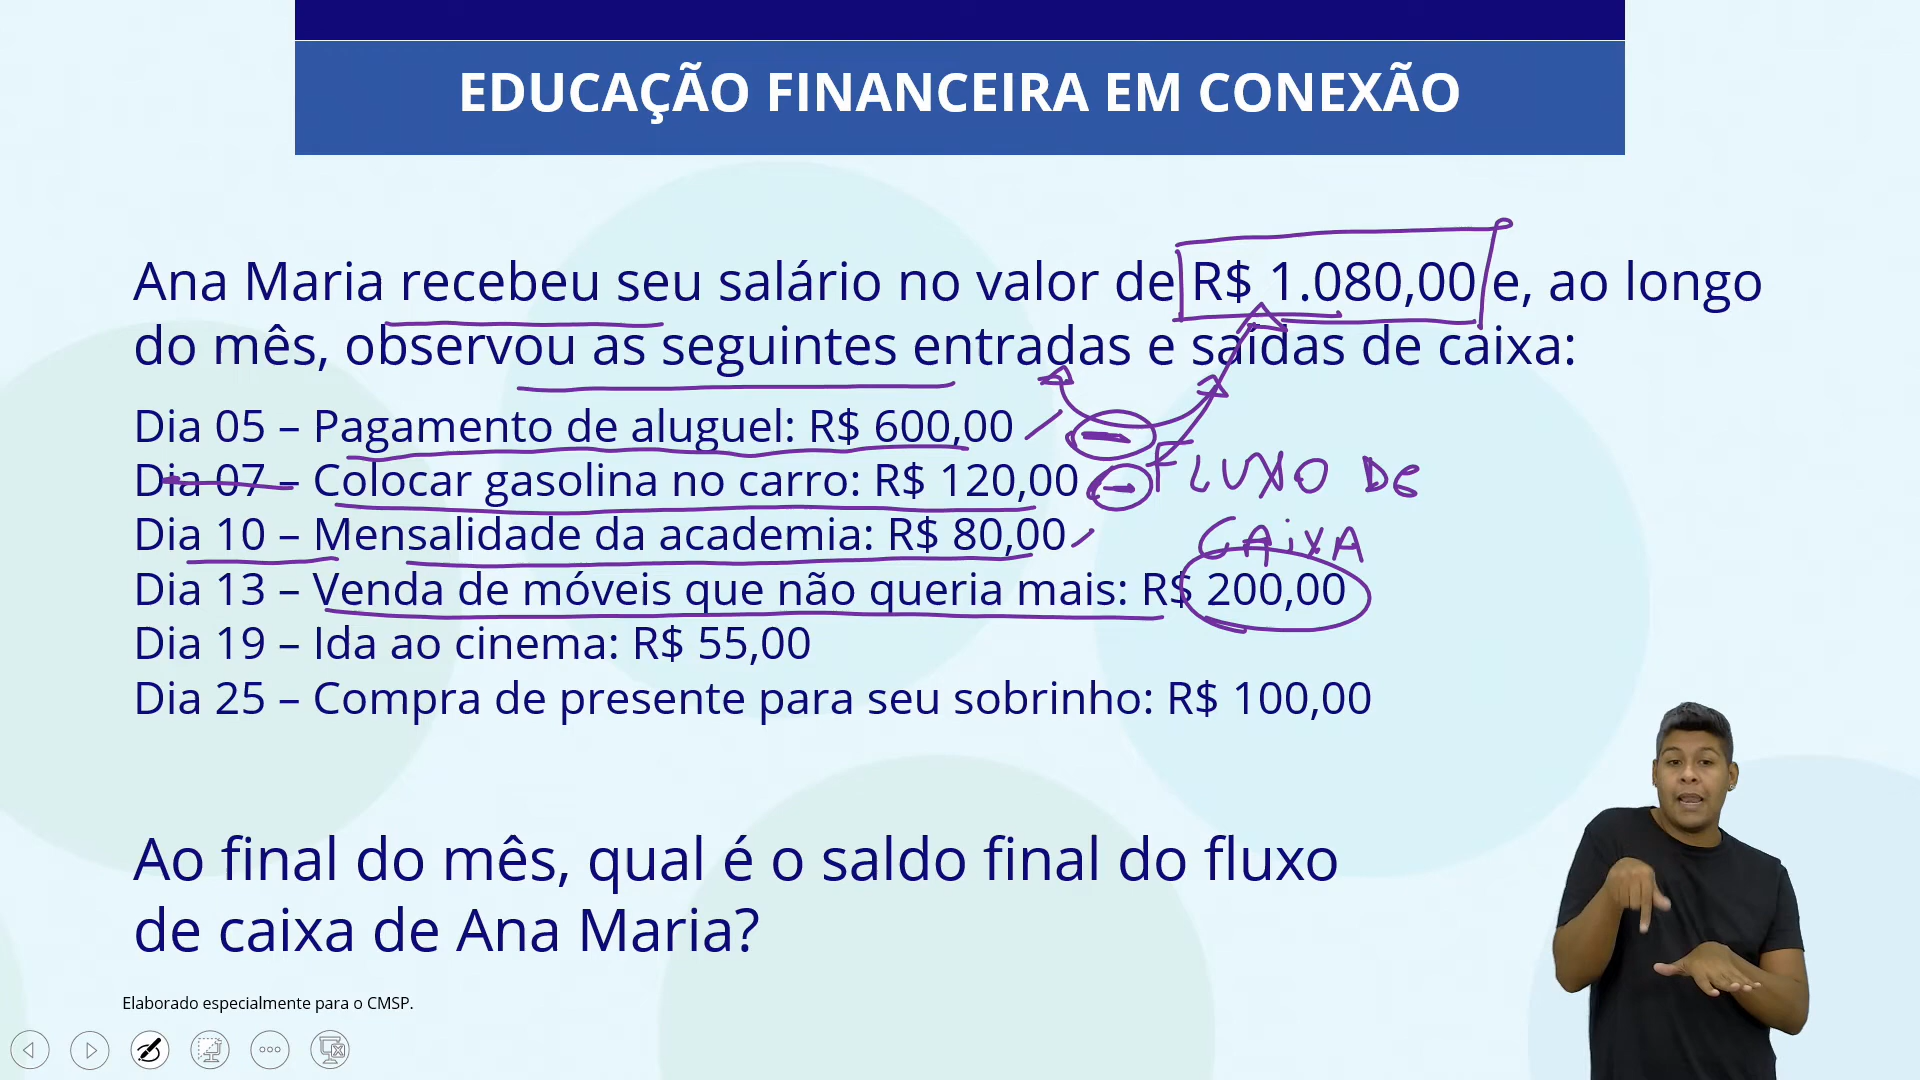 EDUCAÇÃO FINANCEIRA EM CONEXÃO
Ana Maria recebeu seu salário no valor de R$ 1.080,00 e, ao longo
do mês, observou as seguintes entradas e saídas de caixa:
Dia 05 – Pagamento de aluguel: R$ 600,00
Dia 07 – Colocar gasolina no carro: R$ 120,00
FLUXO DE
Dia 10 – Mensalidade da academia: R$ 80,00
CAIXA
Dia 13 – Venda de móveis que não queria mais: R$ 200,00
Dia 19 – Ida ao cinema: R$ 55,00
Dia 25 – Compra de presente para seu sobrinho: R$ 100,00
Ao final do mês, qual é o saldo final do fluxo
de caixa de Ana Maria?
Elaborado especialmente para o CMSP.